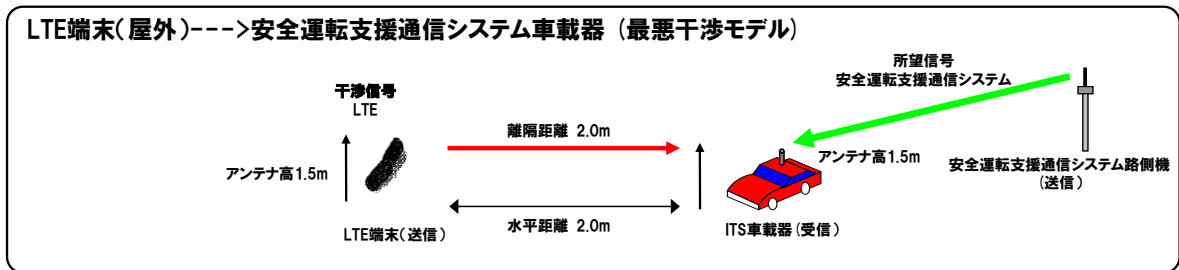 LTE端末(屋外)--->安全運転支援通信システム車載器 (最悪干渉モデル)
所望信号
安全運転支援通信システム
干渉信号
LTE
離隔距離 2.0m
アンテナ高1.5m
アンテナ高1.5m
安全運転支援通信システム路側機
(送信)
水平距離 2.0m
LTE端末(送信)
ITS車載器(受信)